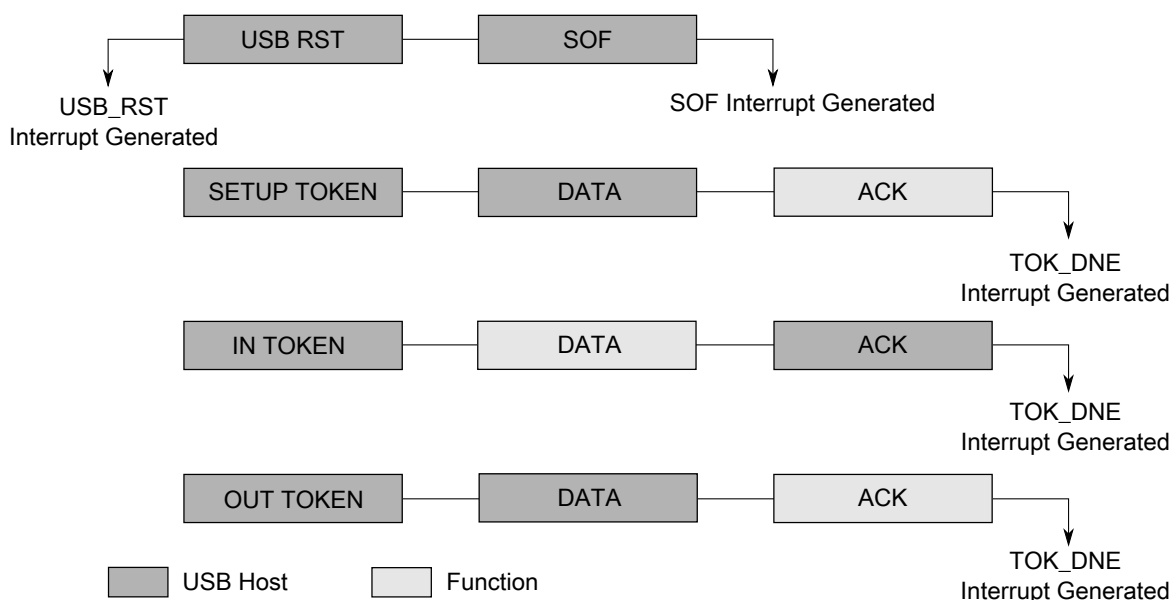 USB RST
SOF
USB_RST
Interrupt Generated
SOF Interrupt Generated
SETUP TOKEN
DATA
ACK
TOK_DNE
Interrupt Generated
IN TOKEN
DATA
ACK
TOK_DNE
Interrupt Generated
OUT TOKEN
DATA
ACK
TOK_DNE
Interrupt Generated
USB Host
Function